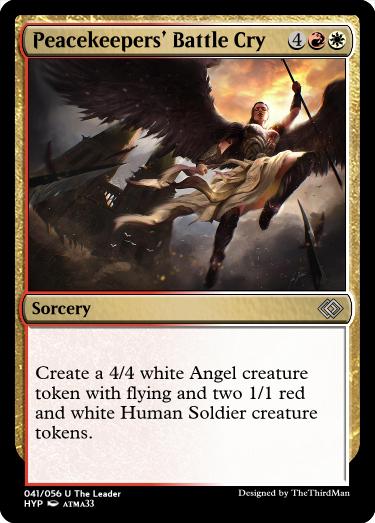 Peacekeepers' Battle Cry 4
Sorcery
Create a 4/4 white Angel creature
token with flying and two 1/1 red
and white Human Soldier creature
tokens.
041/056 U The Leader
Designed by TheThirdMan
HYP ATMA33